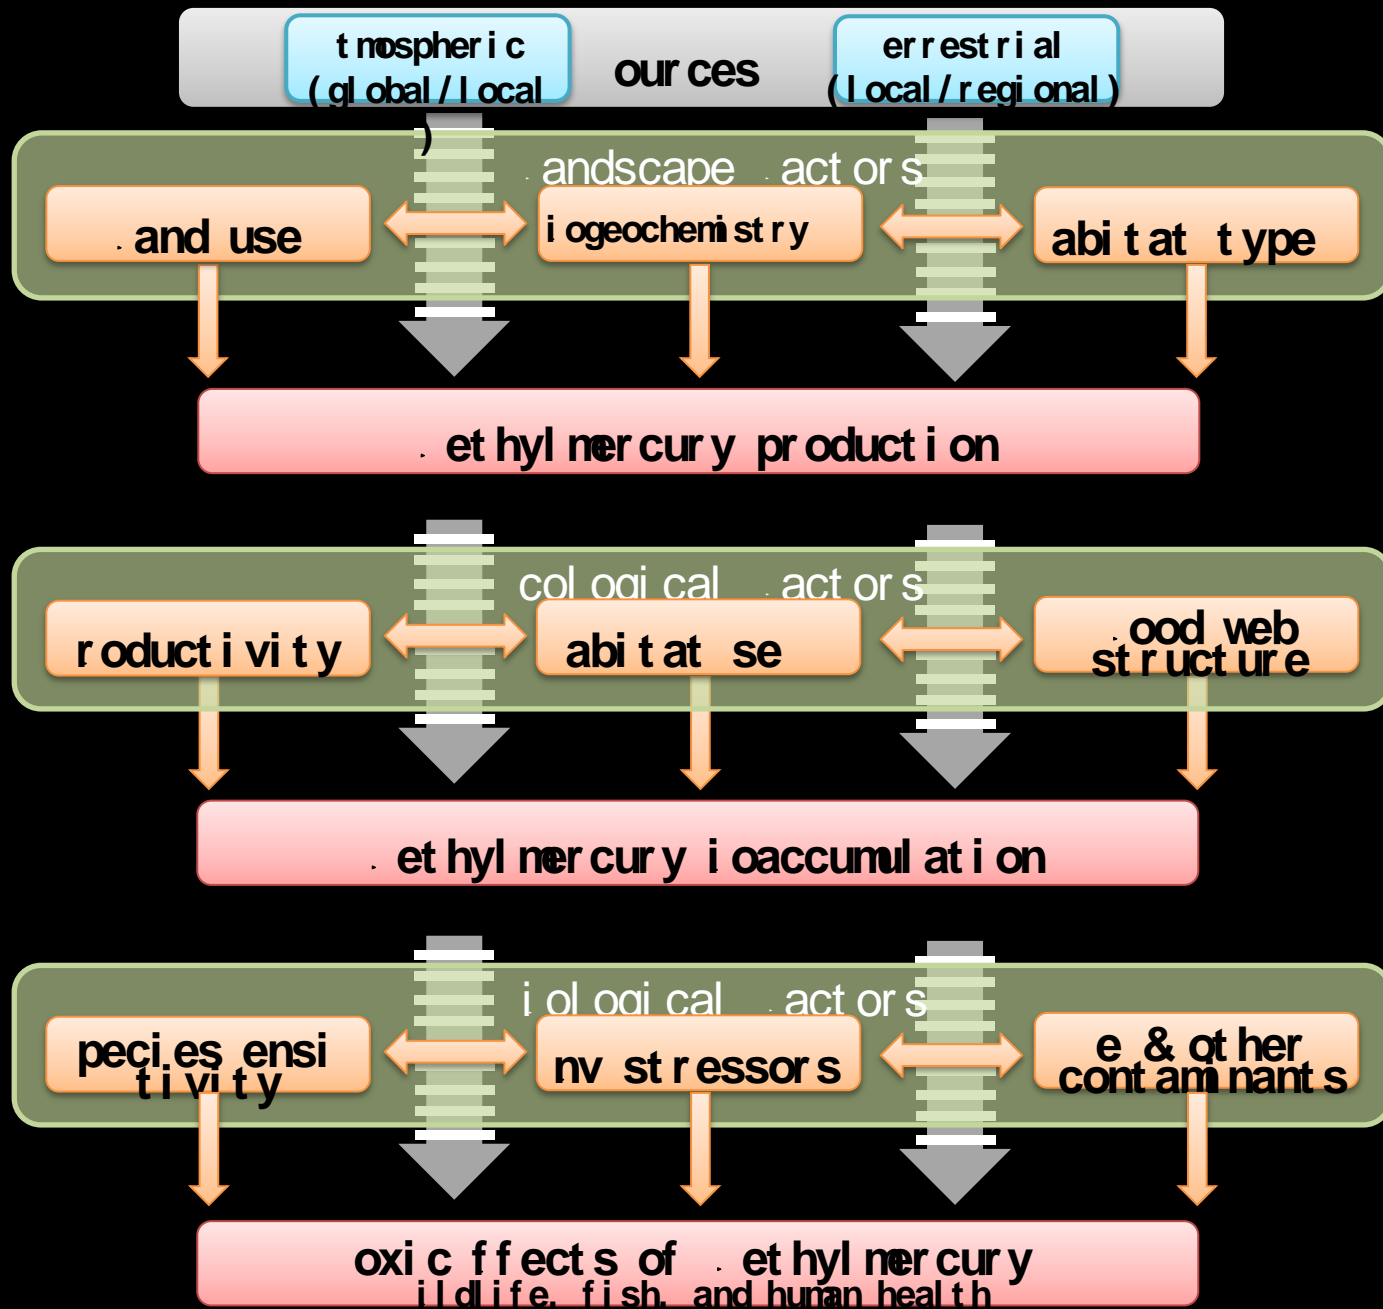 tmospheric
(global/local
)
ources
errestrial
(local/regional)
andscape actors
and use
iogeochemistry
abitat type
ethylmercury production
cological actors
roductivity
abitat se
ood web
structure
ethylmercury ioaccumulation
iological actors
pecies ensi
tivity
nv stressors
e & other
contaminants
oxic ffects of ethylmercury
ildlife, fish, and human health